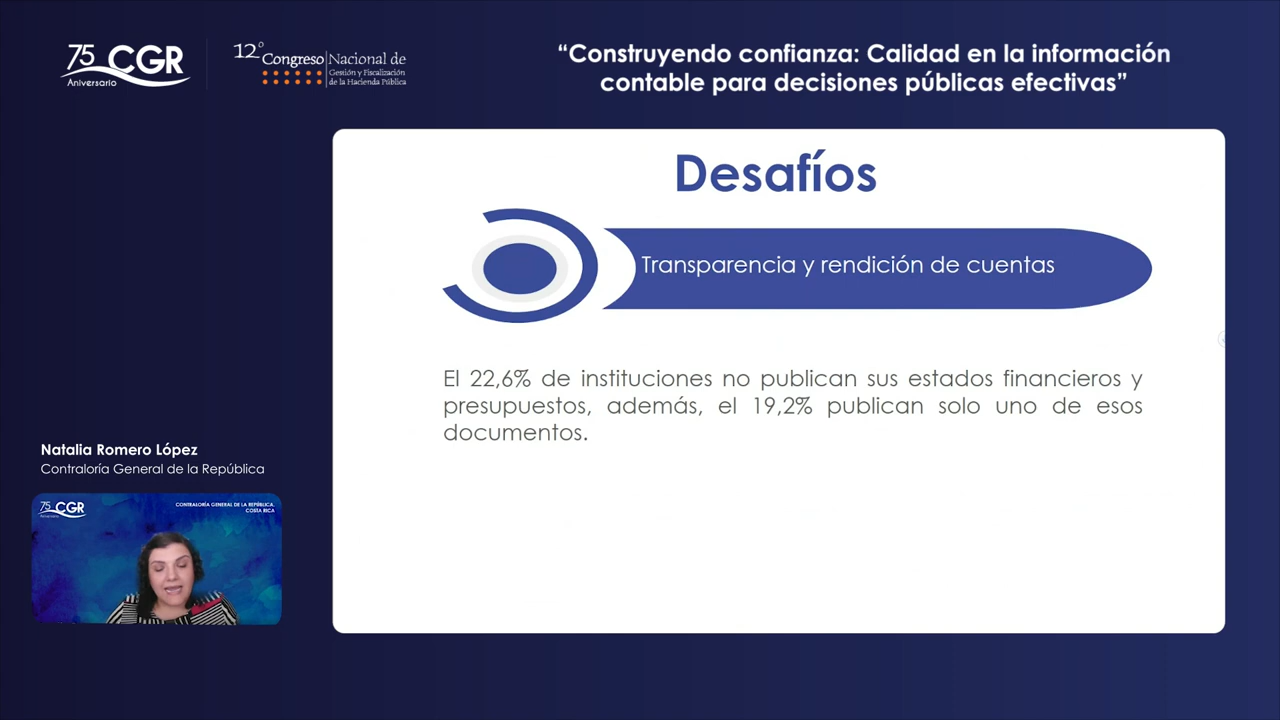 75 CGR
Aniversario
12° Congreso Nacional de
Gestión y Fiscalización
de la Hacienda Pública
“Construyendo confianza: Calidad en la información
contable para decisiones públicas efectivas”
Desafíos
Transparencia y rendición de cuentas
El 22,6% de instituciones no publican sus estados financieros y
presupuestos, además, el 19,2% publican solo uno de esos
documentos.
Natalia Romero López
Contraloría General de la República
75 CGR
CONTRALORÍA GENERAL DE LA REPÚBLICA,
COSTA RICA